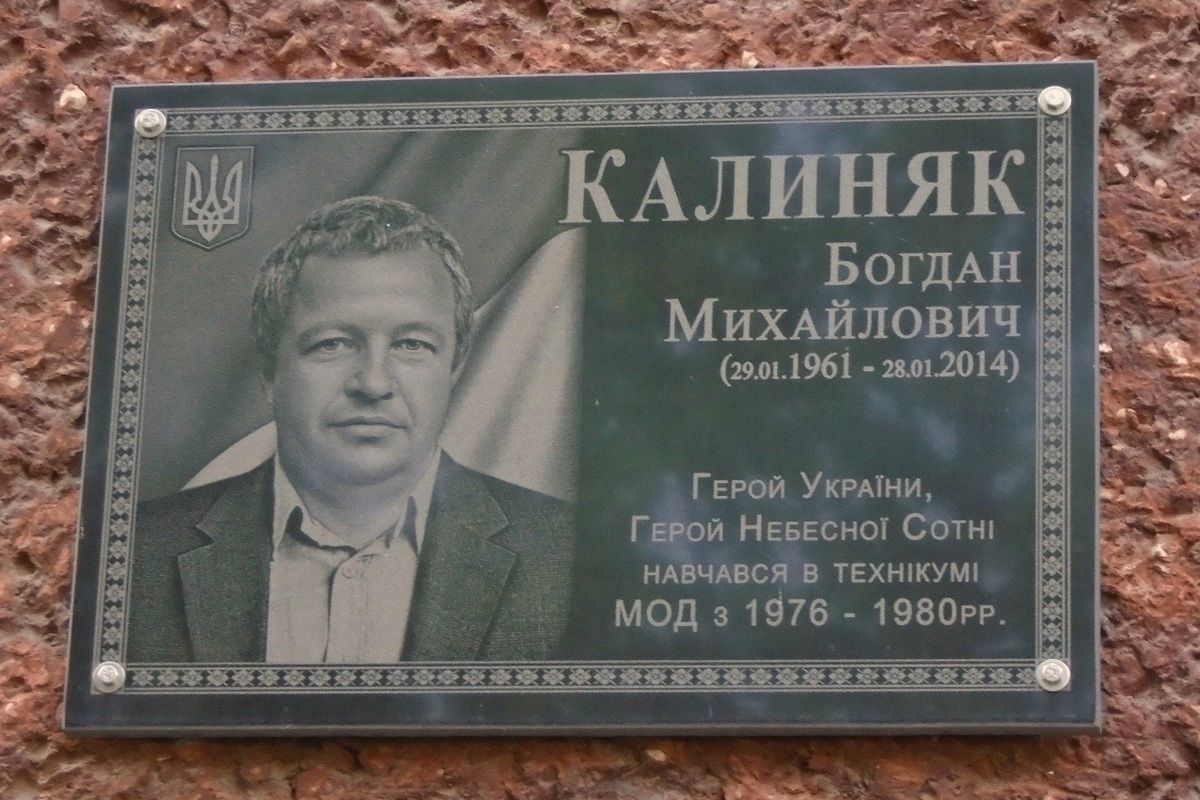 КАЛИНЯК
БОГДАН
МИХАЙЛОВИЧ
(29.01.1961 - 28.01.2014)
ГЕРОЙ УКРАЇНИ,
ГЕРОЙ НЕБЕСНОЇ СОТНІ
НАВЧАВСЯ В ТЕХНІКУМІ
МОД З 1976 - 1980РР.